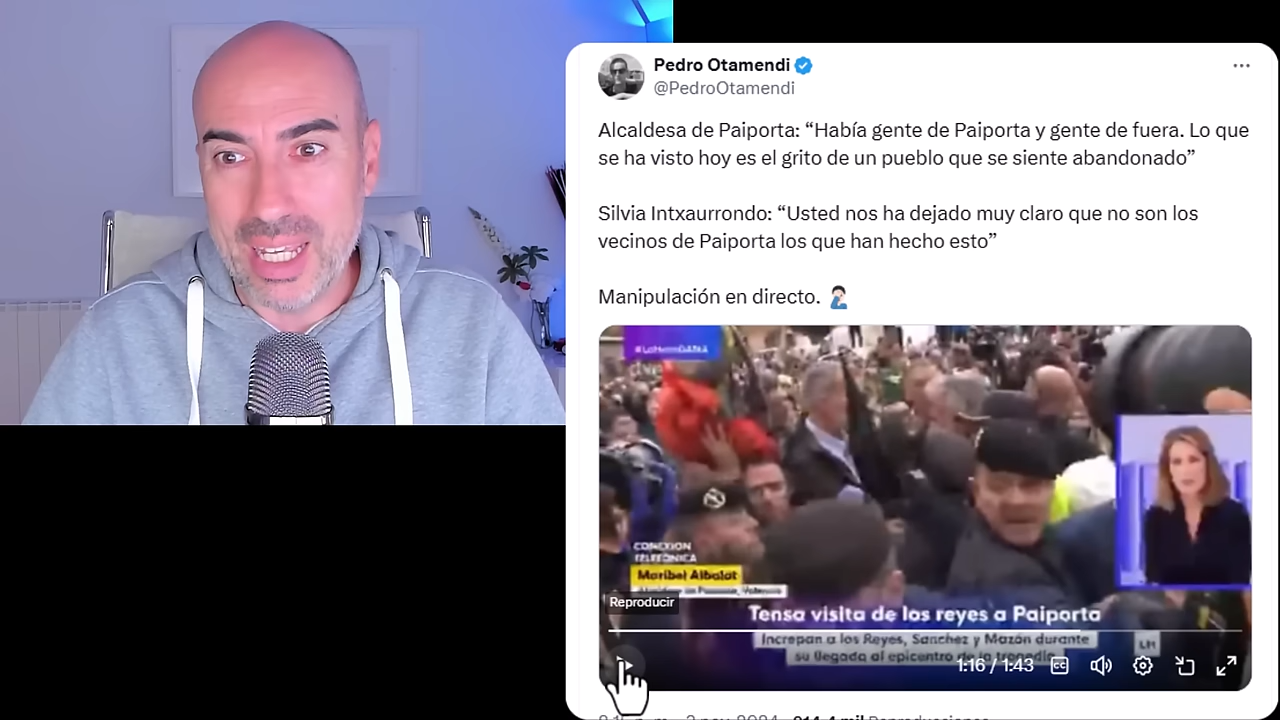 Pedro Otamendi
@PedroOtamendi
Alcaldesa de Paiporta: “Había gente de Paiporta y gente de fuera. Lo que
se ha visto hoy es el grito de un pueblo que se siente abandonado”
Silvia Intxaurrondo: “Usted nos ha dejado muy claro que no son los
vecinos de Paiporta los que han hecho esto”
Manipulación en directo.
CONEXIÓN
TELEFÓNICA
Maribel Albalat
Reproducir
Tensa visita de los reyes a Paiporta
Increpan a los Reyes, Sánchez y Mazón durante
su llegada al epicentro de la tragedia
LH
1:16 / 1:43